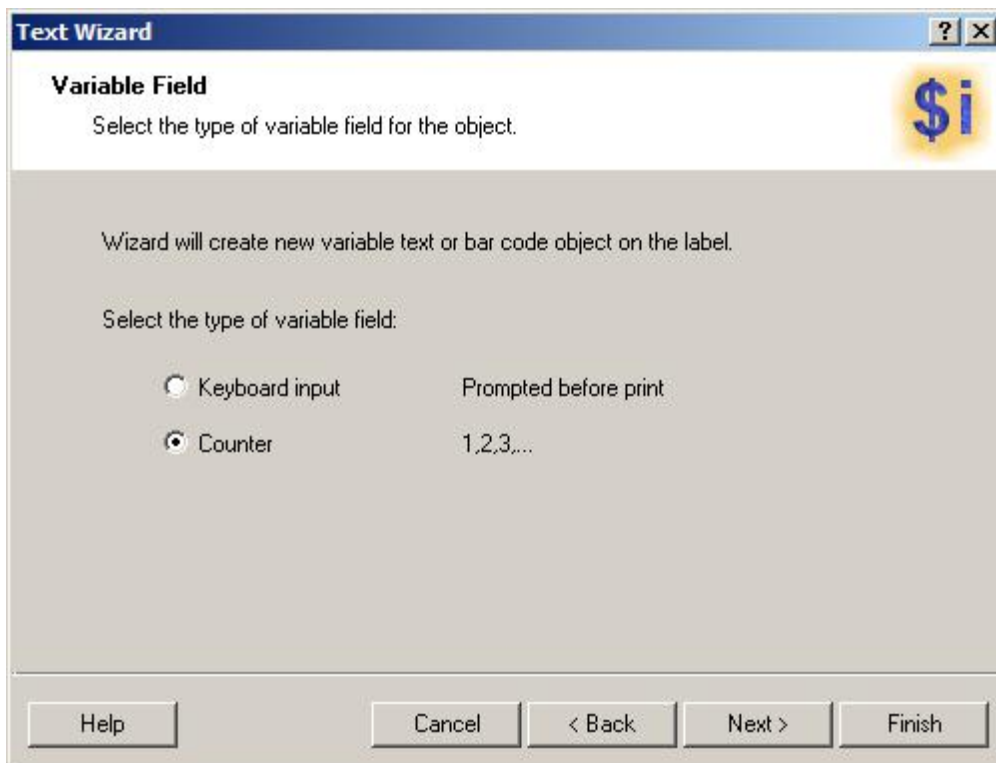 Text Wizard
Variable Field
Select the type of variable field for the object.
$i
Wizard will create new variable text or bar code object on the label.
Select the type of variable field:
Keyboard input Prompted before print
Counter 1,2,3,...
Help Cancel < Back Next > Finish